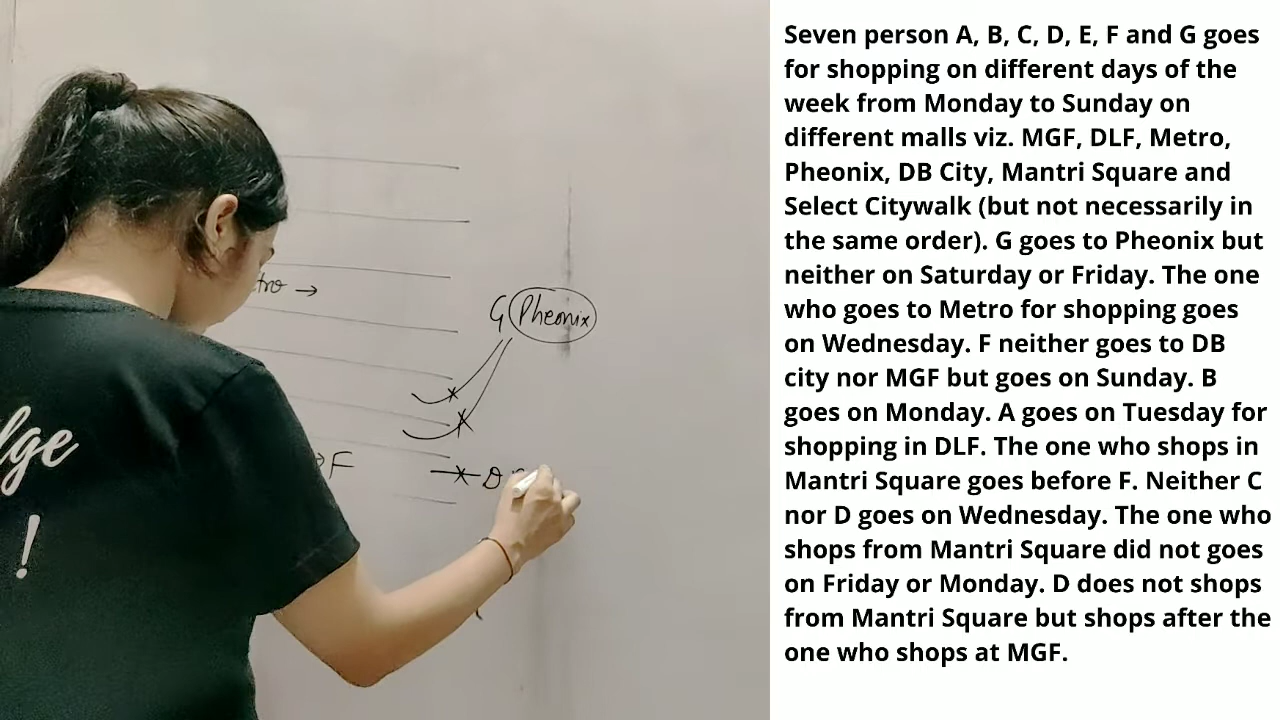 Seven person A, B, C, D, E, F and G goes
for shopping on different days of the
week from Monday to Sunday on
different malls viz. MGF, DLF, Metro,
Pheonix, DB City, Mantri Square and
Select Citywalk (but not necessarily in
the same order). G goes to Pheonix but
neither on Saturday or Friday. The one
who goes to Metro for shopping goes
on Wednesday. F neither goes to DB
city nor MGF but goes on Sunday. B
goes on Monday. A goes on Tuesday for
shopping in DLF. The one who shops in
Mantri Square goes before F. Neither C
nor D goes on Wednesday. The one who
shops from Mantri Square did not goes
on Friday or Monday. D does not shops
from Mantri Square but shops after the
one who shops at MGF.
tro →
G Pheonix
F
D
!